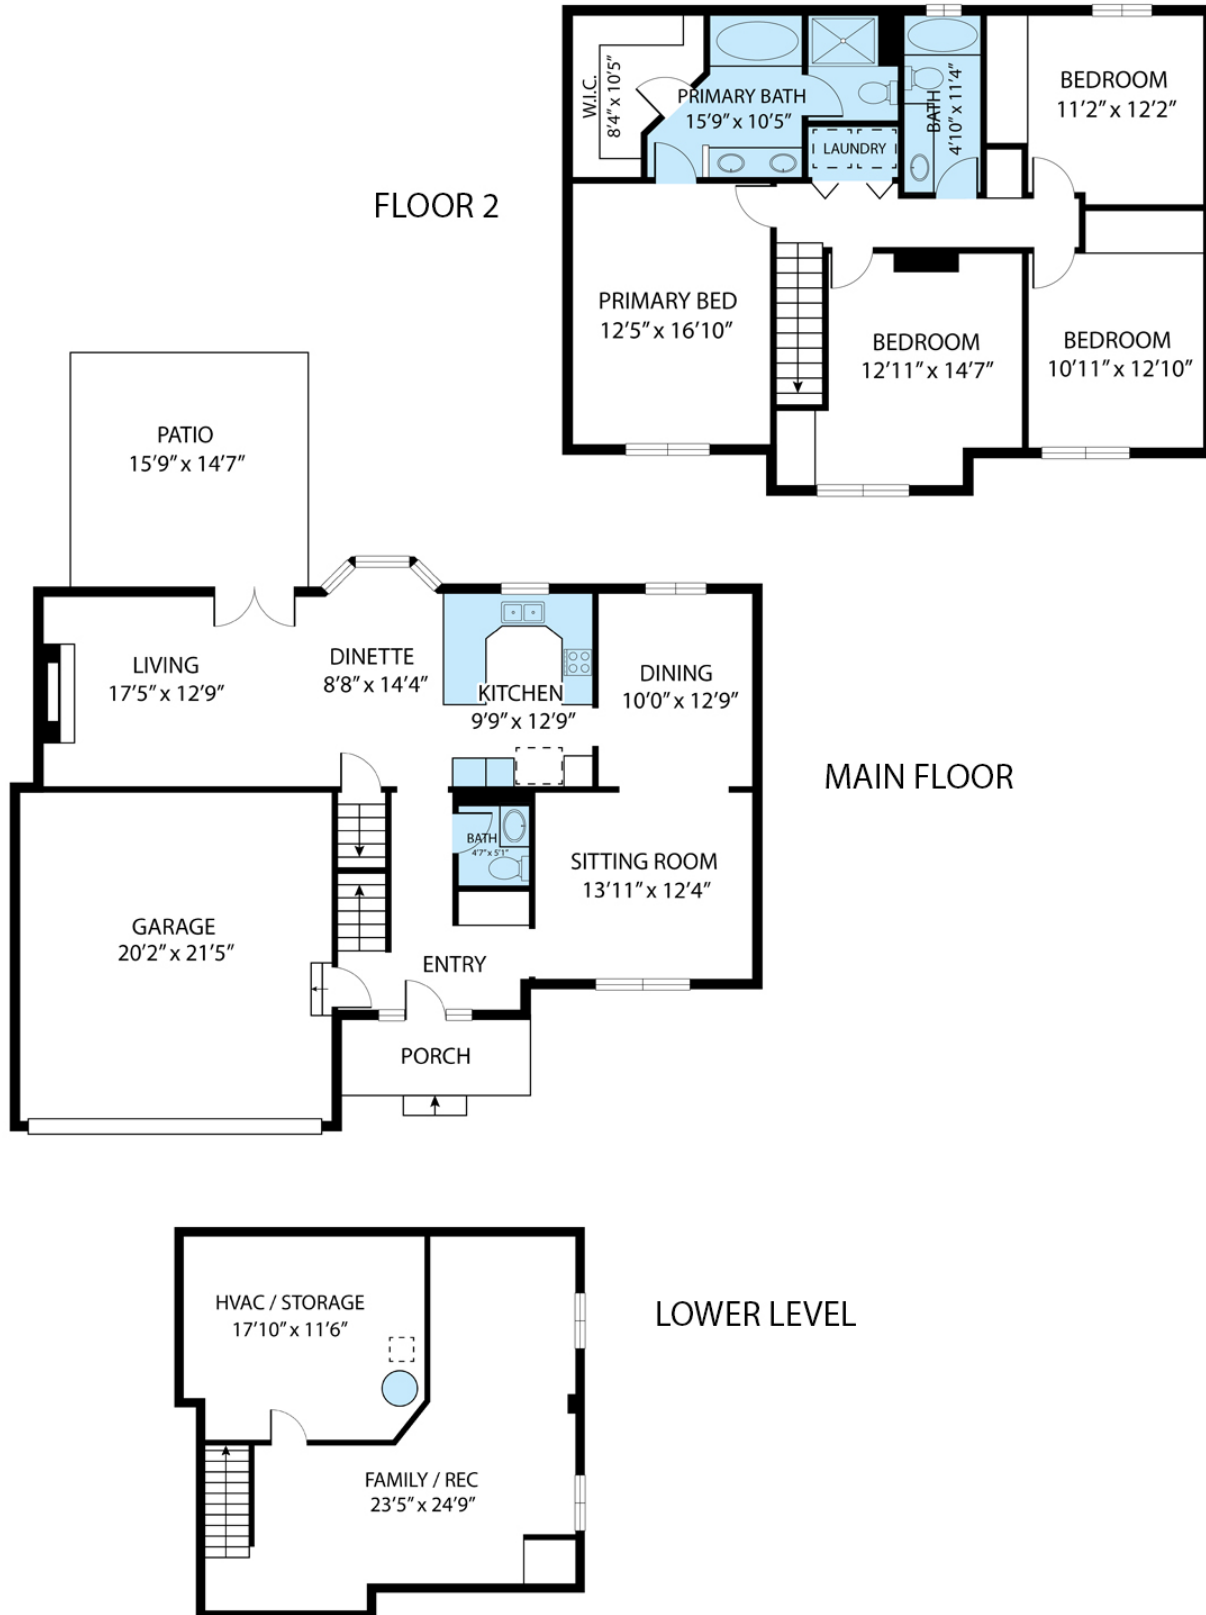 FLOOR 2
W.I.C.
8’4” x 10’5”
PRIMARY BATH
15’9” x 10’5”
LAUNDRY
BATH
4’10” x 11’4”
BEDROOM
11’2” x 12’2”
PRIMARY BED
12’5” x 16’10”
BEDROOM
12’11” x 14’7”
BEDROOM
10’11” x 12’10”
PATIO
15’9” x 14’7”
LIVING
17’5” x 12’9”
DINETTE
8’8” x 14’4”
KITCHEN
9’9” x 12’9”
DINING
10’0” x 12’9”
MAIN FLOOR
BATH
4’7” x 5’1”
SITTING ROOM
13’11” x 12’4”
GARAGE
20’2” x 21’5”
ENTRY
PORCH
LOWER LEVEL
HVAC / STORAGE
17’10” x 11’6”
FAMILY / REC
23’5” x 24’9”